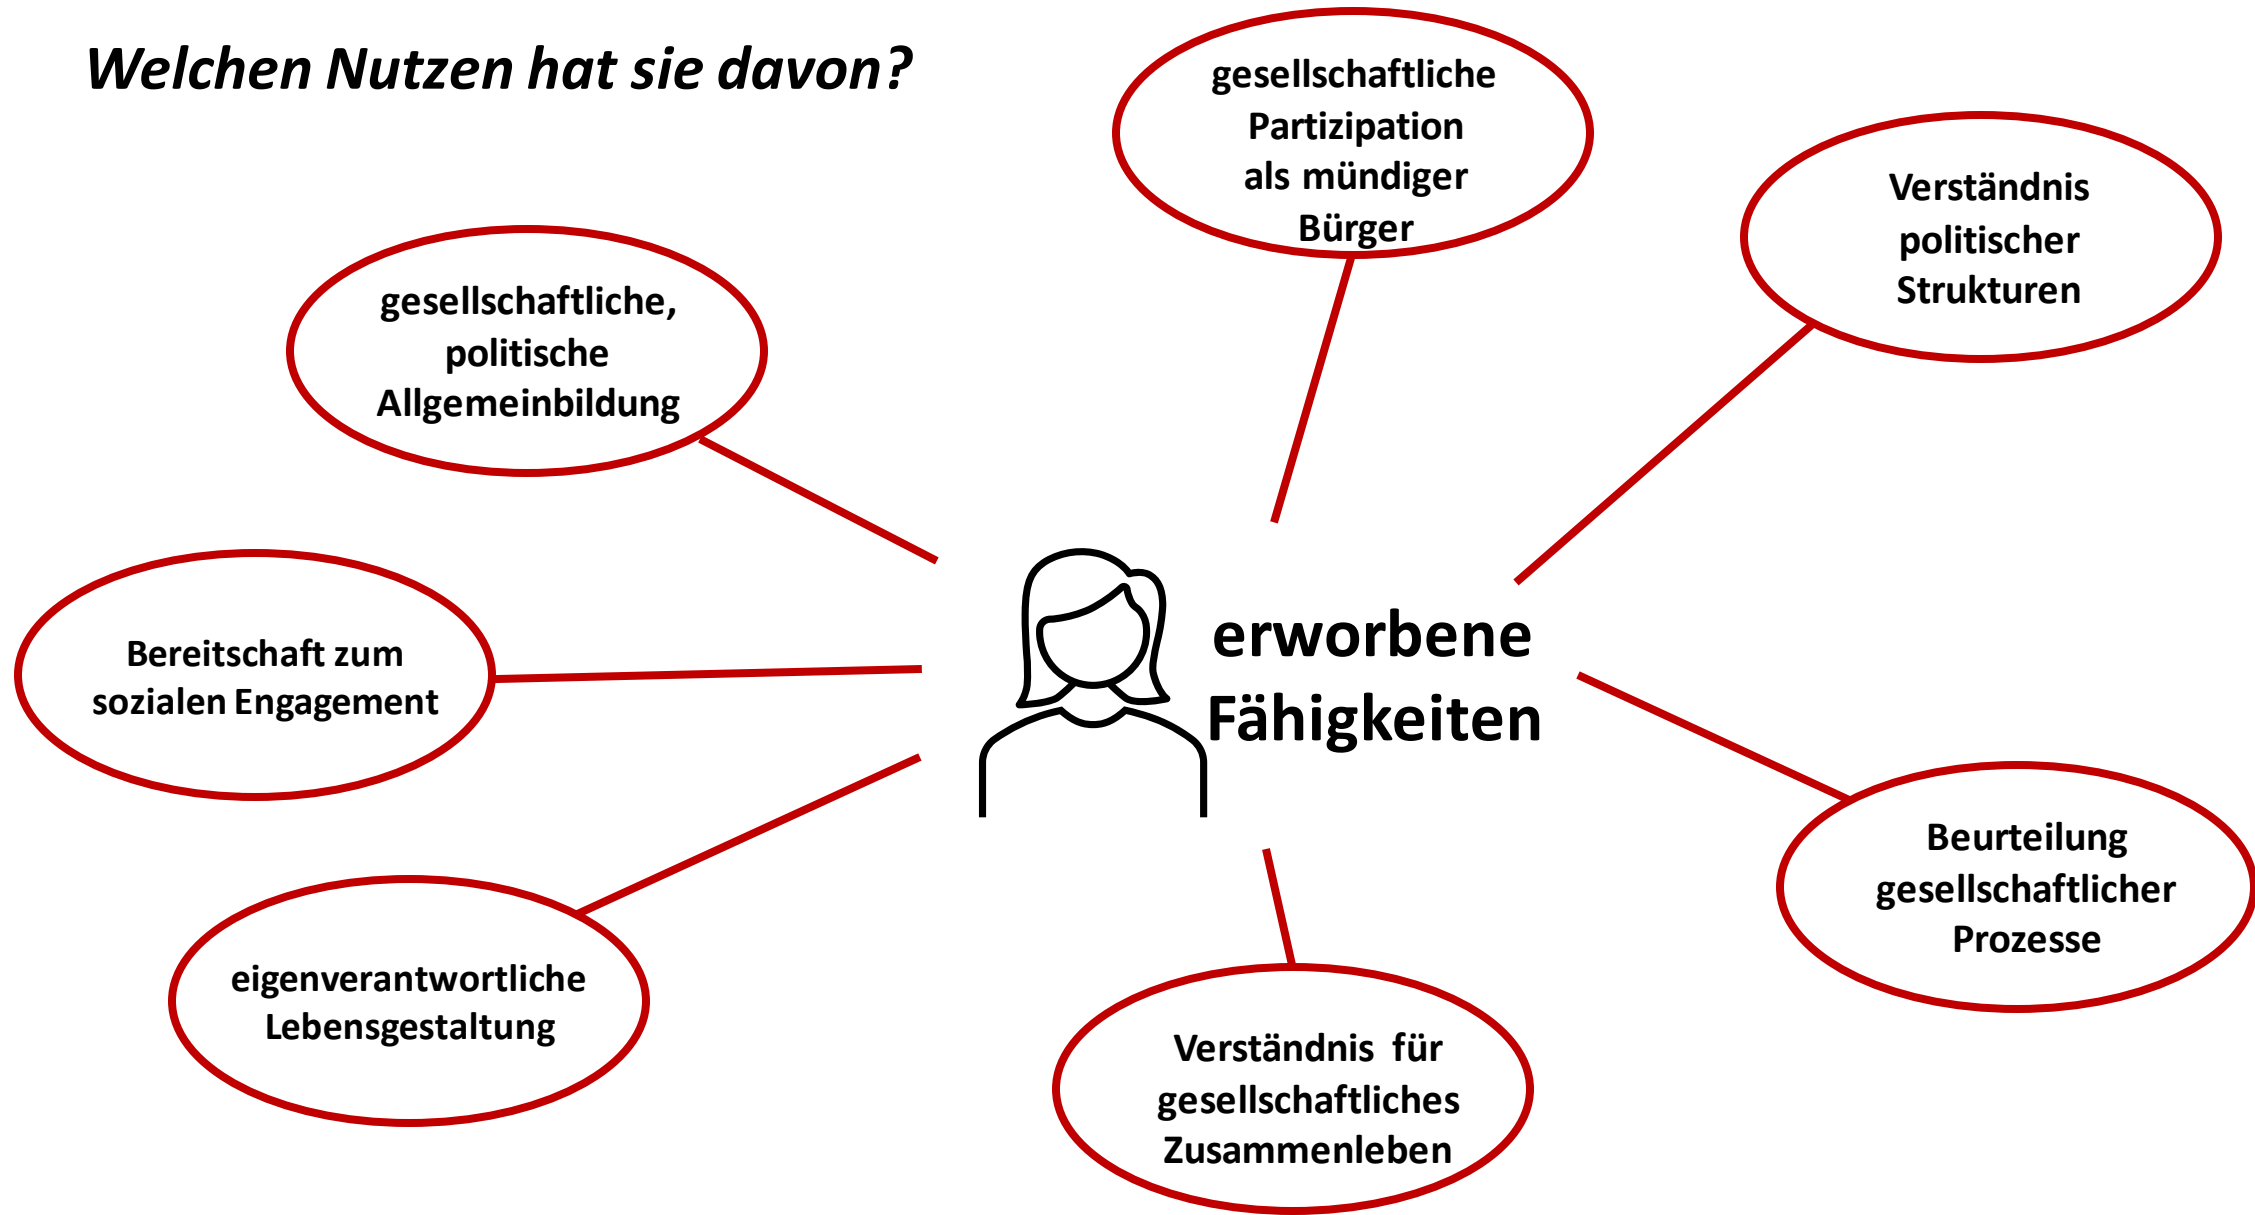 Welchen Nutzen hat sie davon?
gesellschaftliche
Partizipation
als mündiger
Bürger
Verständnis
politischer
Strukturen
gesellschaftliche,
politische
Allgemeinbildung
Bereitschaft zum
sozialen Engagement
erworbene
Fähigkeiten
Beurteilung
gesellschaftlicher
Prozesse
eigenverantwortliche
Lebensgestaltung
Verständnis für
gesellschaftliches
Zusammenleben